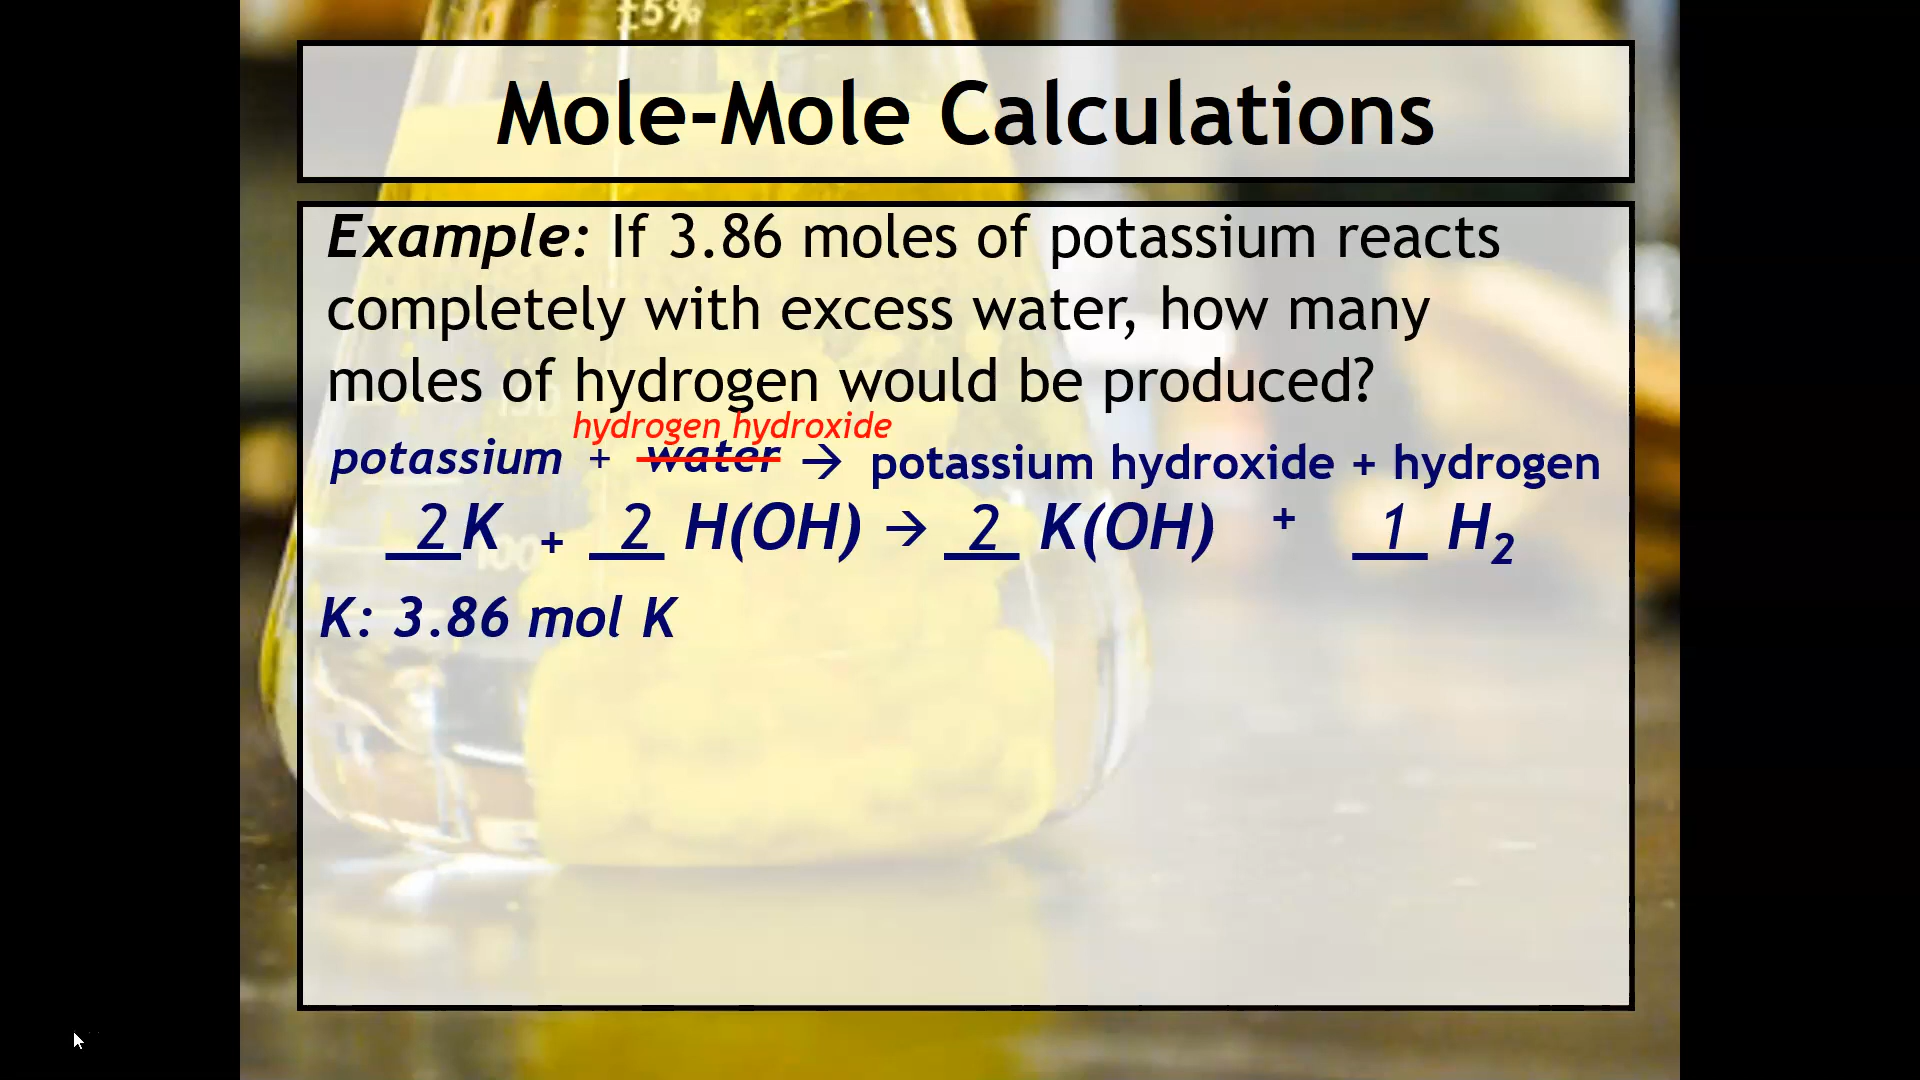 ±5%
Mole-Mole Calculations
Example: If 3.86 moles of potassium reacts
completely with excess water, how many
moles of hydrogen would be produced?
hydrogen hydroxide
potassium + water → potassium hydroxide + hydrogen
2 K + 2 H(OH) → 2 K(OH) + 1 H₂
100
K: 3.86 mol K